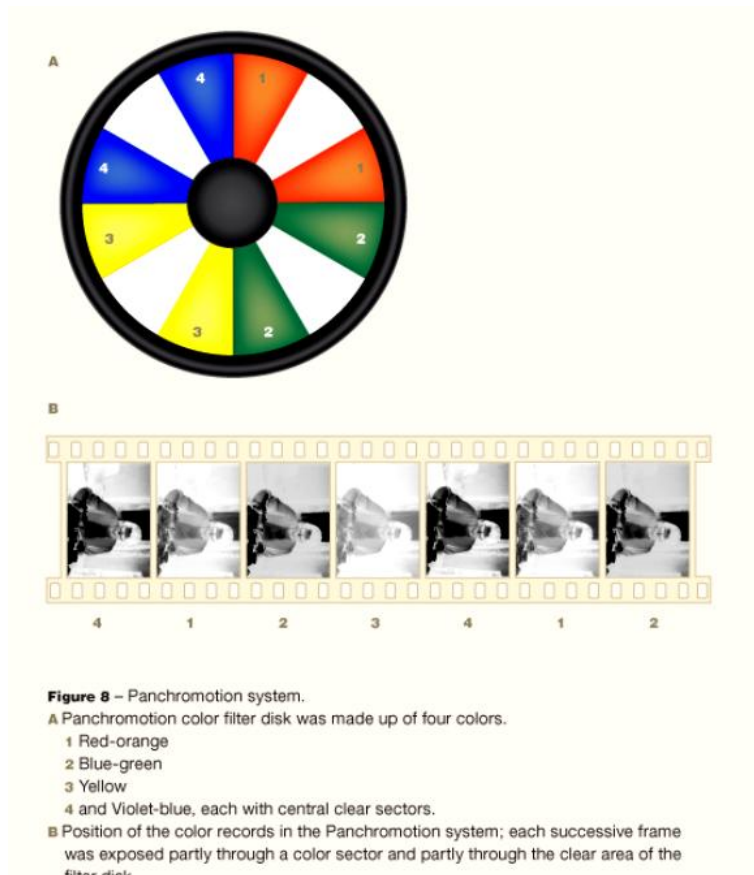 A
4 1
4 1
3 2
3 2
B
4 1 2 3 4 1 2
Figure 8 – Panchromotion system.
A Panchromotion color filter disk was made up of four colors.
1 Red-orange
2 Blue-green
3 Yellow
4 and Violet-blue, each with central clear sectors.
B Position of the color records in the Panchromotion system; each successive frame
was exposed partly through a color sector and partly through the clear area of the
filter disk